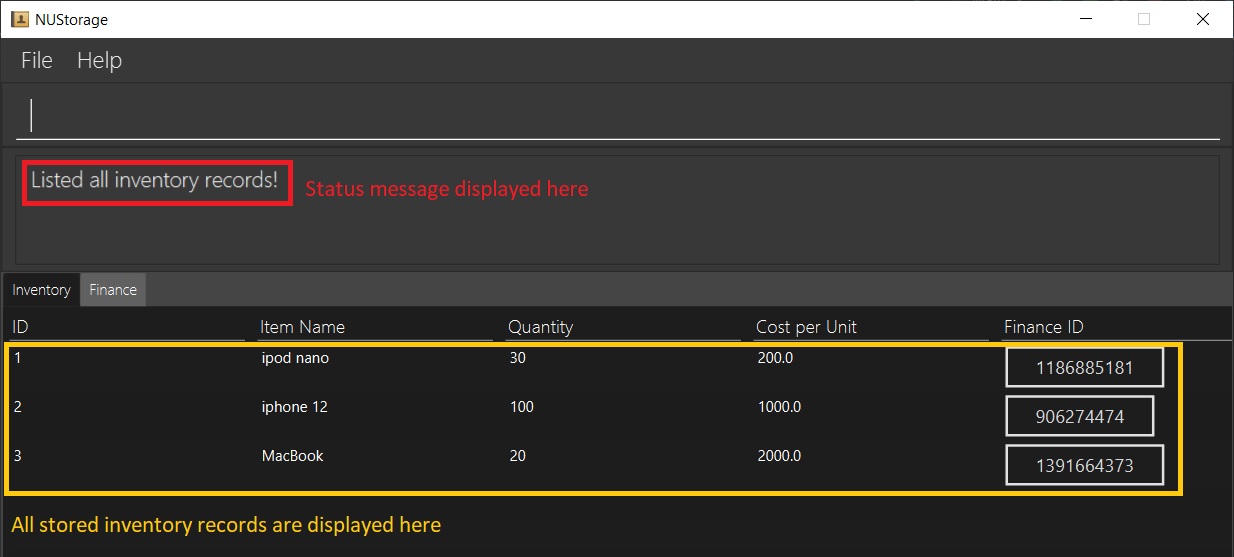 NUStorage
File Help
Listed all inventory records!
Status message displayed here
Inventory Finance
ID Item Name Quantity Cost per Unit Finance ID
1 ipod nano 30 200.0 1186885181
2 iphone 12 100 1000.0 906274474
3 MacBook 20 2000.0 1391664373
All stored inventory records are displayed here